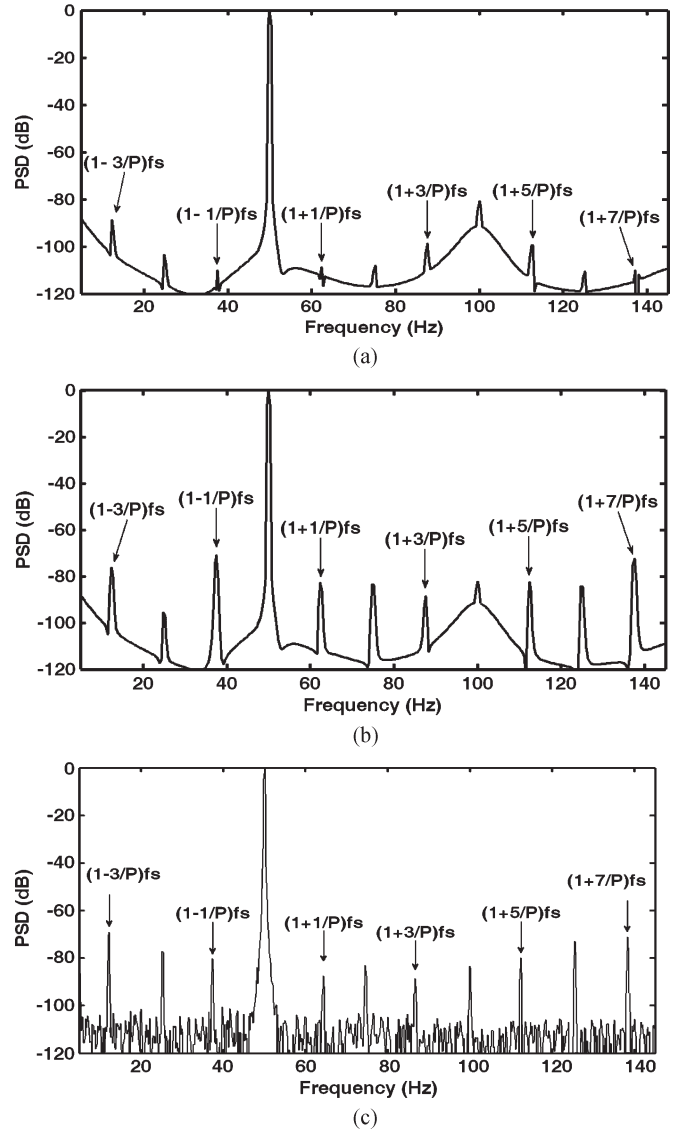 0
-20
-40
-60
-80
-100
-120
PSD (dB)
(1- 3/P)fs
(1- 1/P)fs
(1+1/P)fs
(1+3/P)fs
(1+5/P)fs
(1+7/P)fs
20 40 60 80 100 120 140
Frequency (Hz)
(a)
0
-20
-40
-60
-80
-100
-120
PSD (dB)
(1-3/P)fs
(1-1/P)fs
(1+1/P)fs
(1+3/P)fs
(1+5/P)fs
(1+7/P)fs
20 40 60 80 100 120 140
Frequency (Hz)
(b)
0
-20
-40
-60
-80
-100
-120
PSD (dB)
(1-3/P)fs
(1-1/P)fs
(1+1/P)fs
(1+3/P)fs
(1+5/P)fs
(1+7/P)fs
20 40 60 80 100 120 140
Frequency (Hz)
(c)